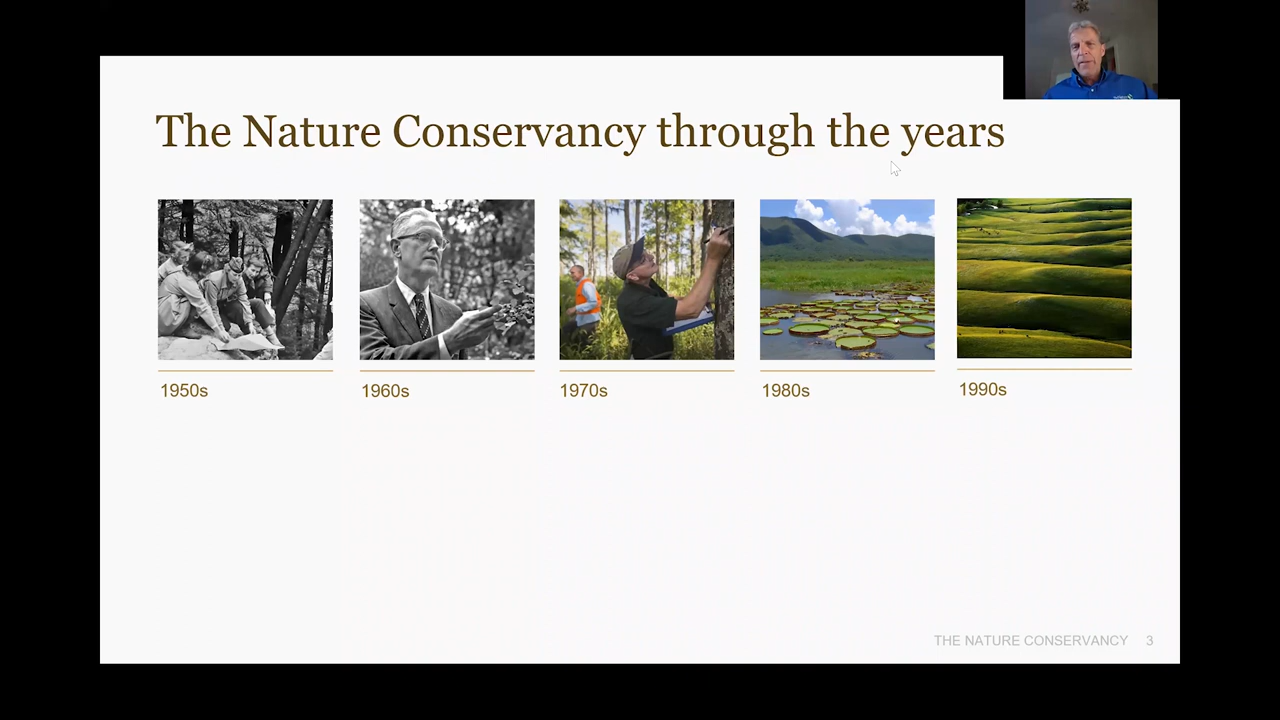 The Nature Conservancy through the years
1950s
1960s
1970s
1980s
1990s
THE NATURE CONSERVANCY 3